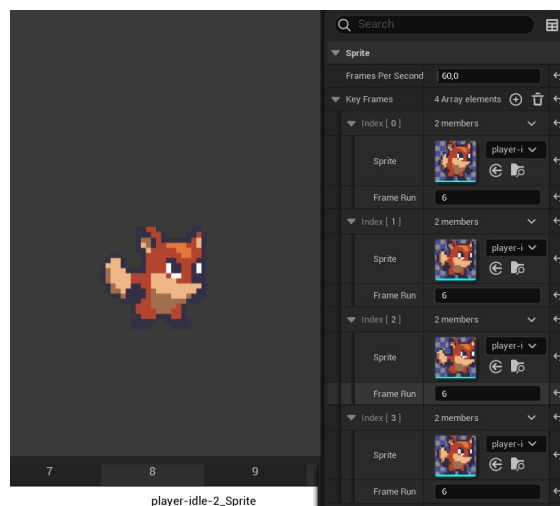 Search
Sprite
Frames Per Second 60,0
Key Frames 4 Array elements
Index [ 0 ] 2 members
Sprite player-i
Frame Run 6
Index [ 1 ] 2 members
Sprite player-i
Frame Run 6
Index [ 2 ] 2 members
Sprite player-i
Frame Run 6
Index [ 3 ] 2 members
Sprite player-i
Frame Run 6
7 8 9
player-idle-2_Sprite